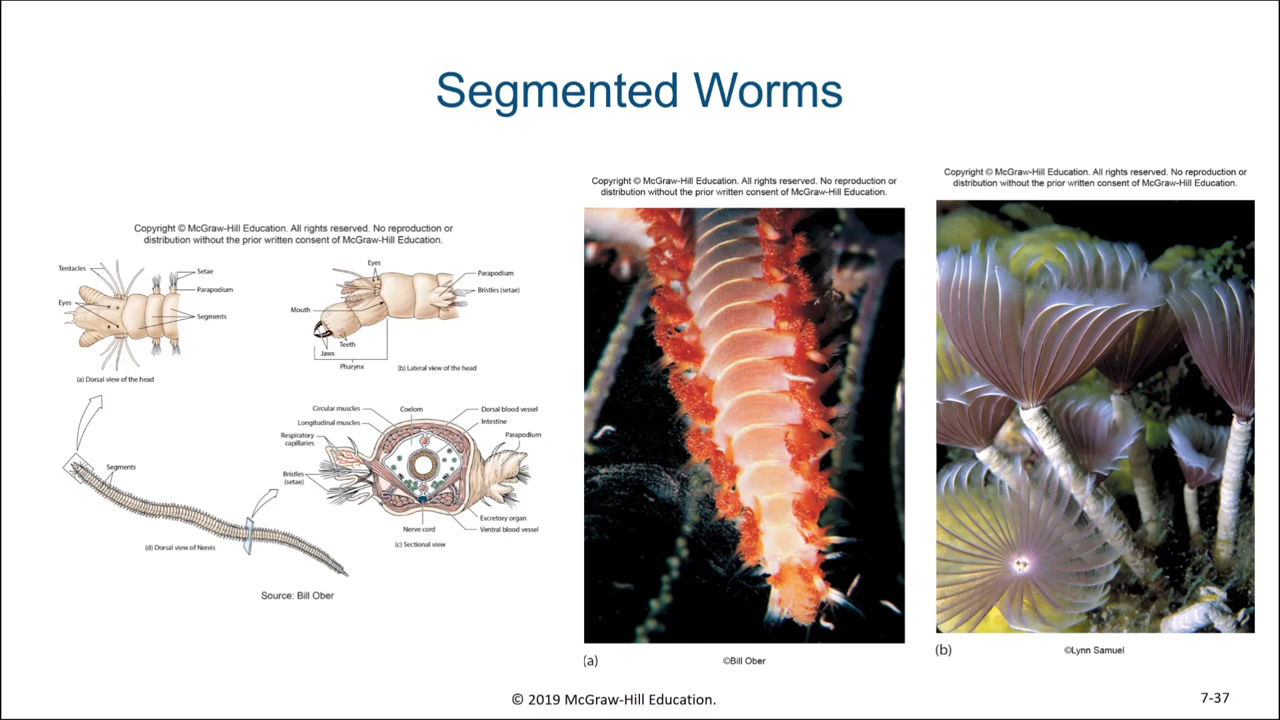 Segmented Worms
Copyright © McGraw-Hill Education. All rights reserved. No reproduction or
distribution without the prior written consent of McGraw-Hill Education.
Tentacles
Setae
Parapodium
Eyes
Segments
(a) Dorsal view of the head
Eyes
Parapodium
Bristles (setae)
Mouth
Teeth
Jaws
Pharynx
(b) Lateral view of the head
Circular muscles
Coelom
Dorsal blood vessel
Longitudinal muscles
Intestine
Respiratory
capillaries
Parapodium
Bristles
(setae)
Excretory organ
Nerve cord
Ventral blood vessel
(c) Sectional view
Segments
(d) Dorsal view of Nereis
Source: Bill Ober
Copyright © McGraw-Hill Education. All rights reserved. No reproduction or
distribution without the prior written consent of McGraw-Hill Education.
(a)
©Bill Ober
Copyright © McGraw-Hill Education. All rights reserved. No reproduction or
distribution without the prior written consent of McGraw-Hill Education.
(b)
©Lynn Samuel
© 2019 McGraw-Hill Education.
7-37